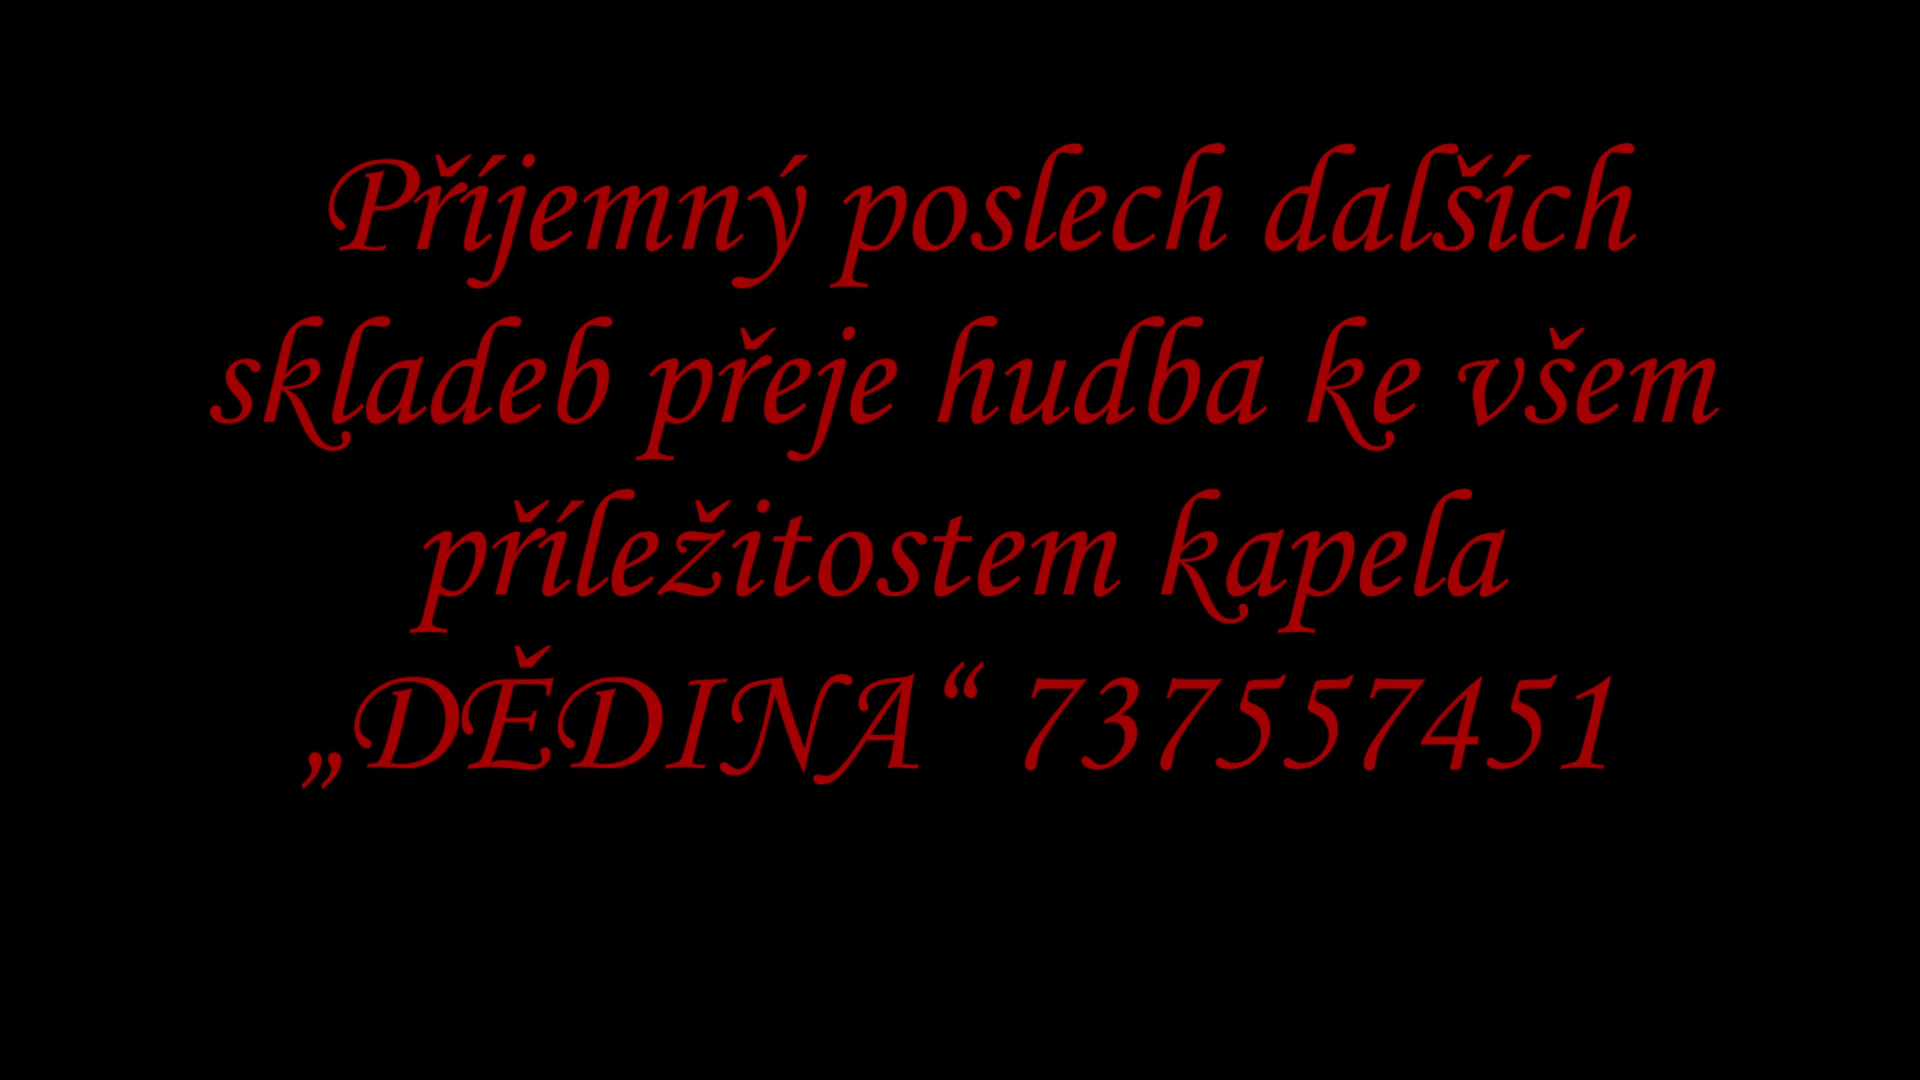 Příjemný poslech dalších
skladeb přeje hudba ke všem
příležitostem kapela
„DĚDINA“ 737557451